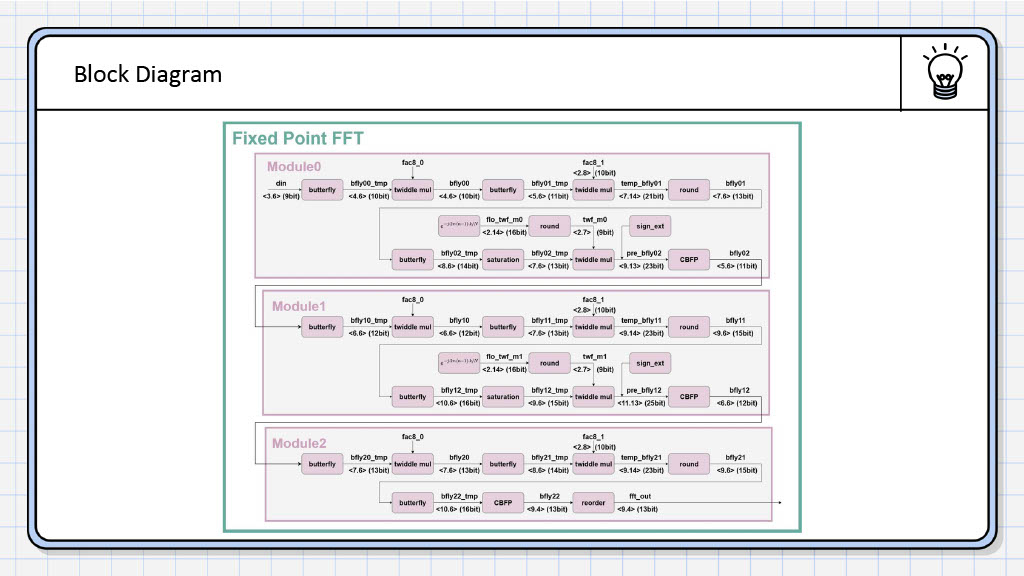 Block Diagram
Fixed Point FFT
Module0
fac8_0
fac8_1
<2.8> (10bit)
din
<3.6> (9bit)
butterfly
bfly00_tmp
<4.6> (10bit)
twiddle mul
bfly00
<4.6> (10bit)
butterfly
bfly01_tmp
<5.6> (11bit)
twiddle mul
temp_bfly01
<7.14> (21bit)
round
bfly01
<7.6> (13bit)
flo_twf_m0
<2.14> (16bit)
round
twf_m0
<2.7> (9bit)
sign_ext
butterfly
bfly02_tmp
<8.6> (14bit)
saturation
bfly02_tmp
<7.6> (13bit)
twiddle mul
pre_bfly02
<9.13> (23bit)
CBFP
bfly02
<5.6> (11bit)
Module1
fac8_0
fac8_1
<2.8> (10bit)
butterfly
bfly10_tmp
<6.6> (12bit)
twiddle mul
bfly10
<6.6> (12bit)
butterfly
bfly11_tmp
<7.6> (13bit)
twiddle mul
temp_bfly11
<9.14> (23bit)
round
bfly11
<9.6> (15bit)
flo_twf_m1
<2.14> (16bit)
round
twf_m1
<2.7> (9bit)
sign_ext
butterfly
bfly12_tmp
<10.6> (16bit)
saturation
bfly12_tmp
<9.6> (15bit)
twiddle mul
pre_bfly12
<11.13> (25bit)
CBFP
bfly12
<6.6> (12bit)
Module2
fac8_0
fac8_1
<2.8> (10bit)
butterfly
bfly20_tmp
<7.6> (13bit)
twiddle mul
bfly20
<7.6> (13bit)
butterfly
bfly21_tmp
<8.6> (14bit)
twiddle mul
temp_bfly21
<9.14> (23bit)
round
bfly21
<9.6> (15bit)
butterfly
bfly22_tmp
<10.6> (16bit)
CBFP
bfly22
<9.4> (13bit)
reorder
fft_out
<9.4> (13bit)